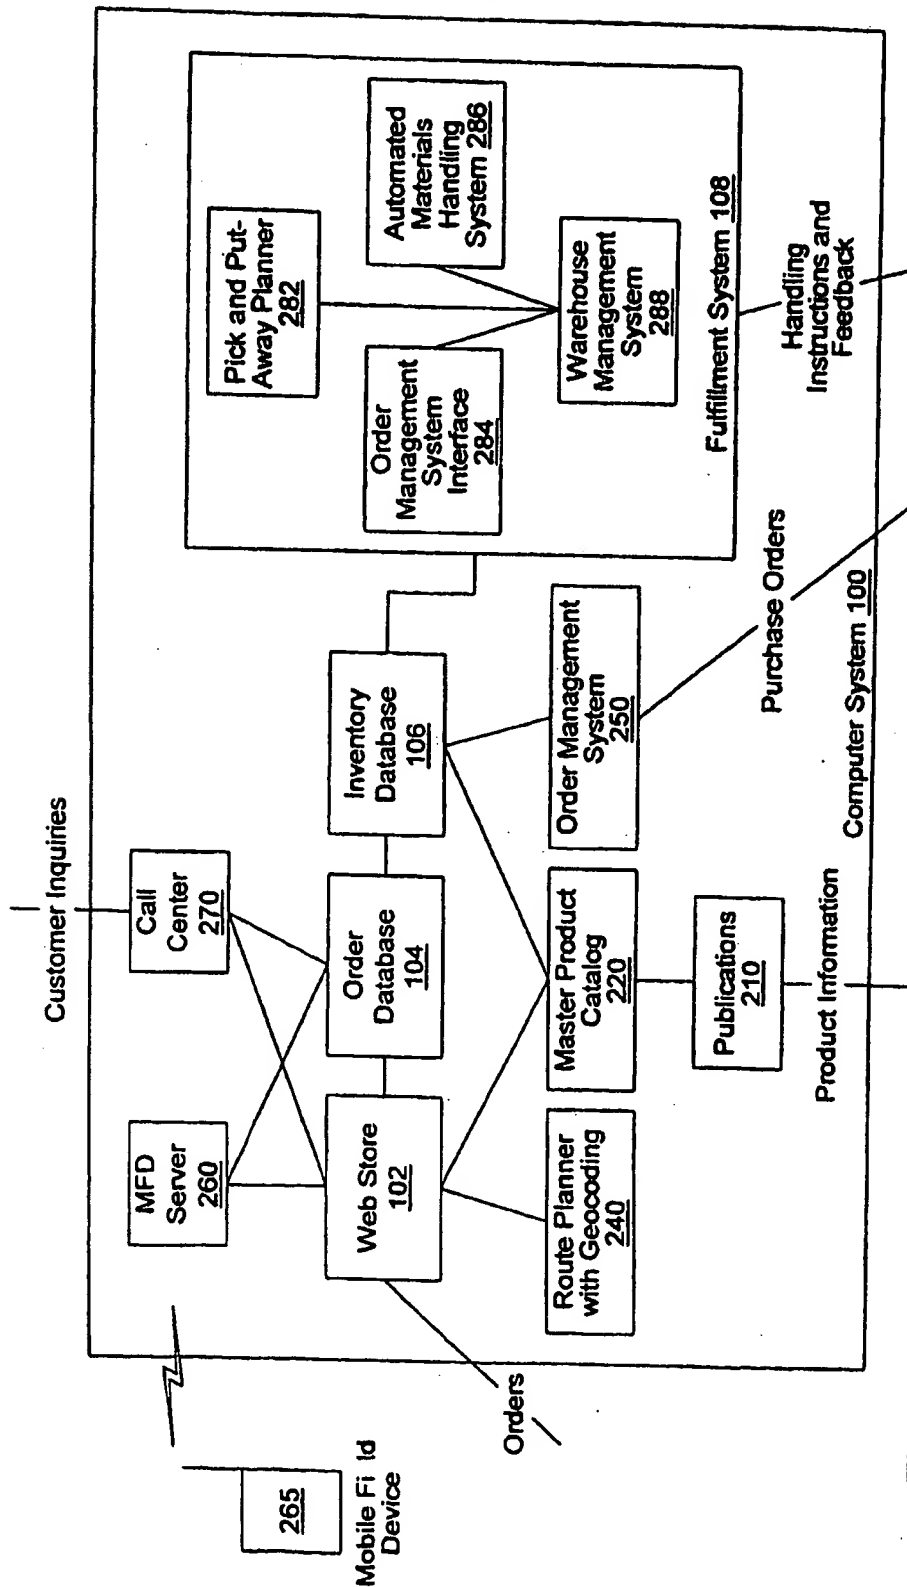 Customer Inquiries
MFD
Server
260
Call
Center
270
265
Mobile Fi ld
Device
Web Store
102
Order
Database
104
Inventory
Database
106
Pick and Put-
Away Planner
282
Order
Management
System
Interface
284
Automated
Materials
Handling
System 286
Warehouse
Management
System
288
Fulfillment System 108
Orders
Route Planner
with Geocoding
240
Master Product
Catalog
220
Order Management
System
250
Publications
210
Purchase Orders
Handling
Instructions and
Feedback
Product Information
Computer System 100